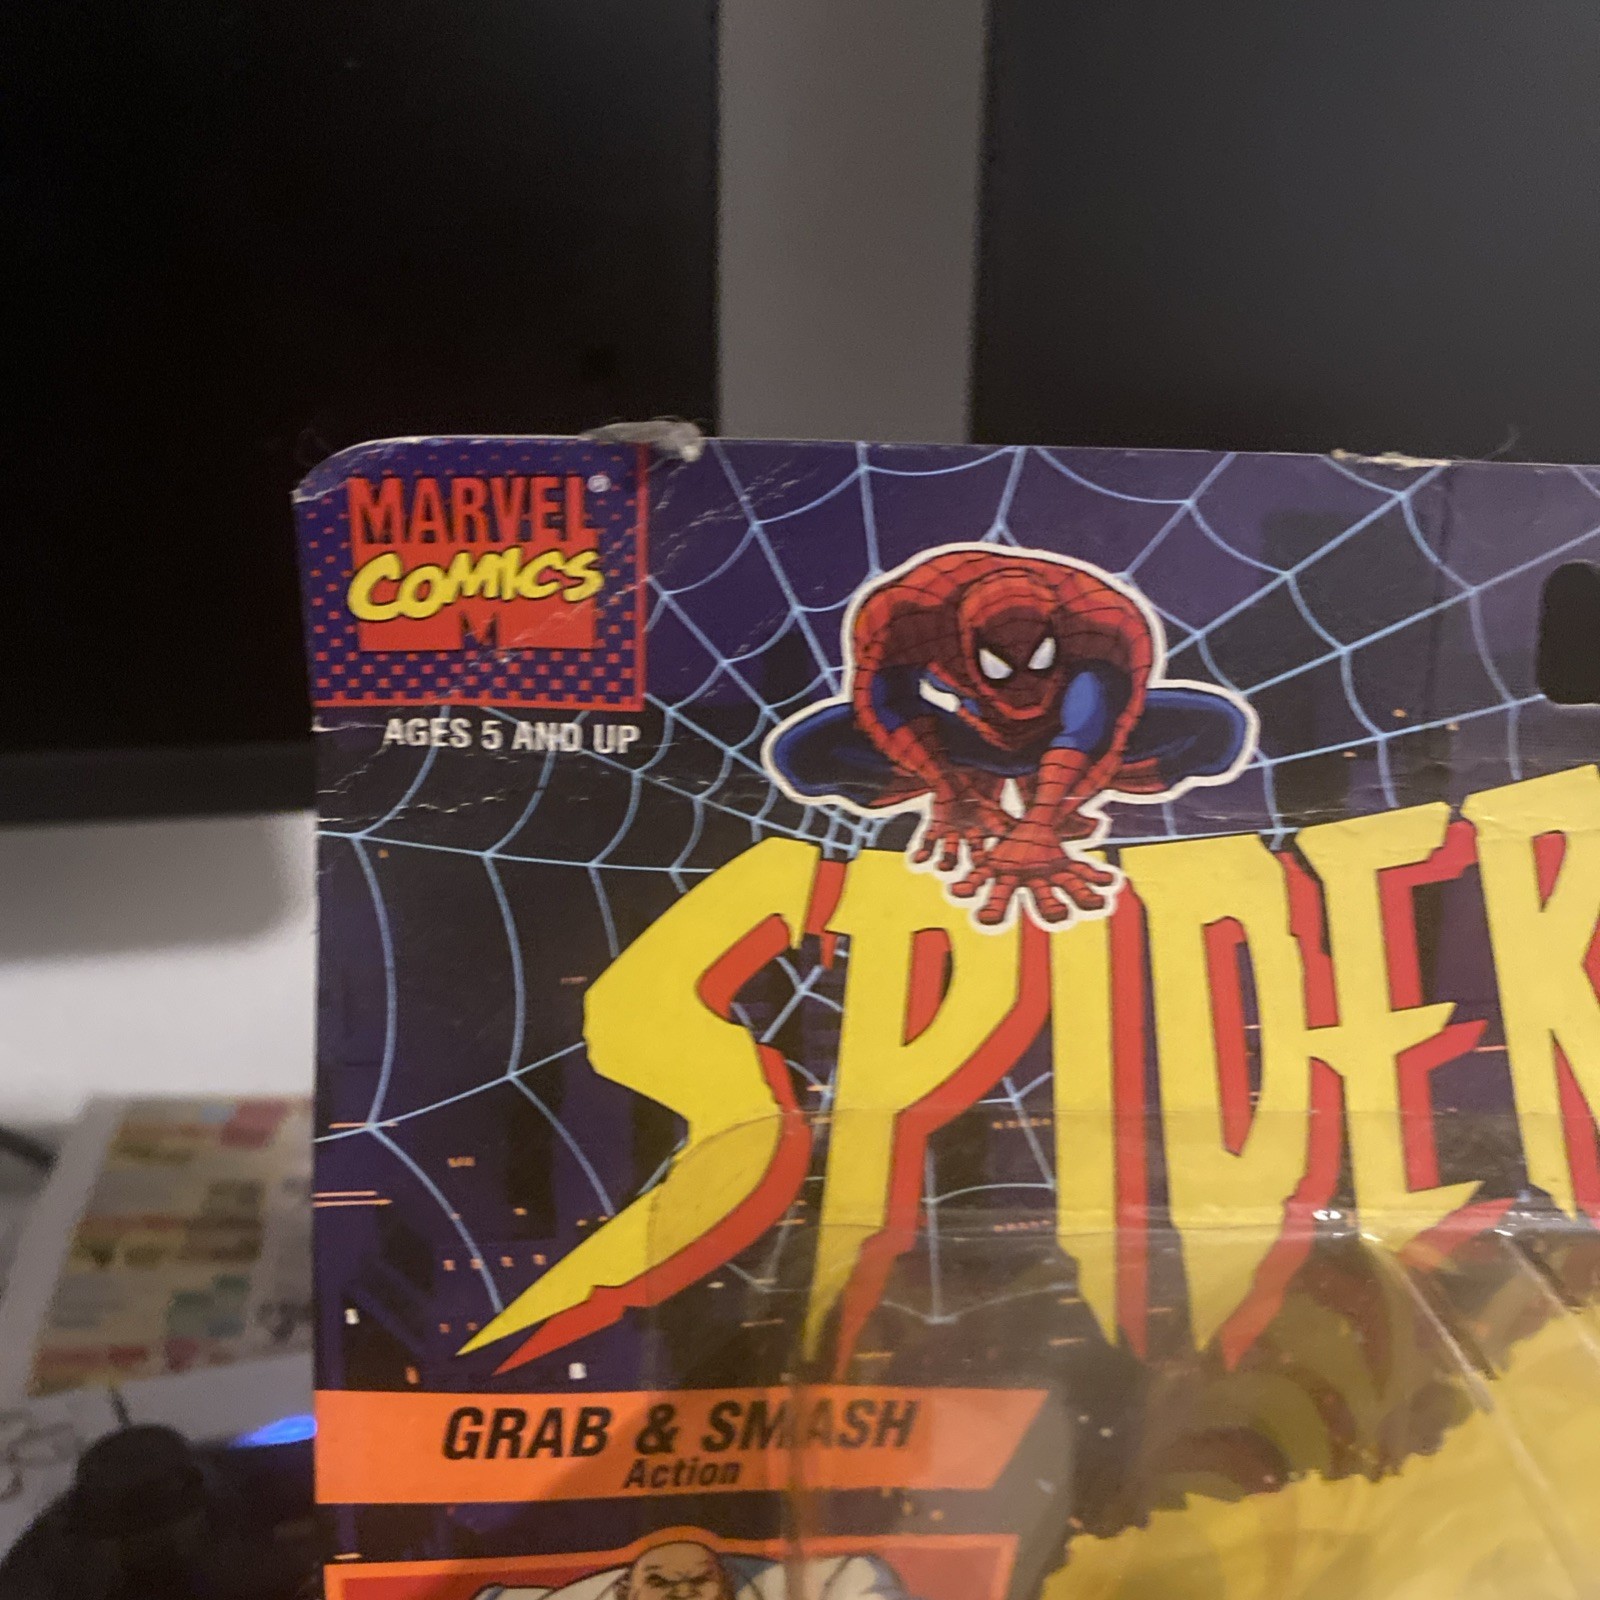 MARVEL®
COMICS
M
AGES 5 AND UP
SPIDER
GRAB & SMASH
Action